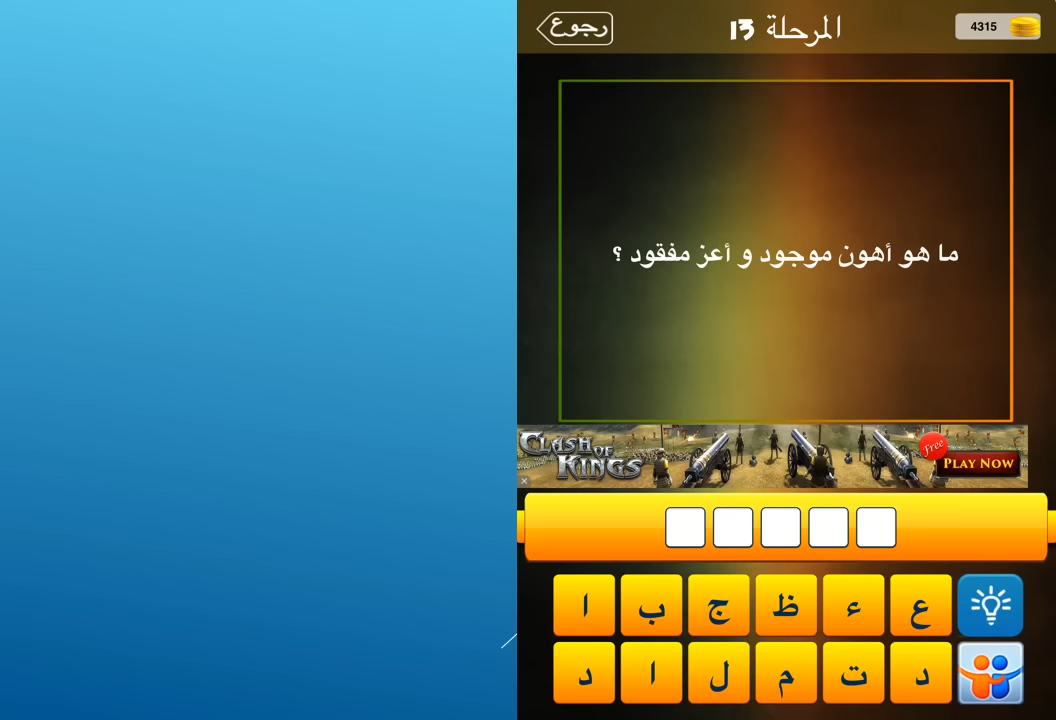 رجوع
المرحلة 13
4315
ما هو أهون موجود و أعز مفقود ؟
CLASH OF KINGS
Free
PLAY NOW
ا ب ج ظ ء ع
د ا ل م ت د